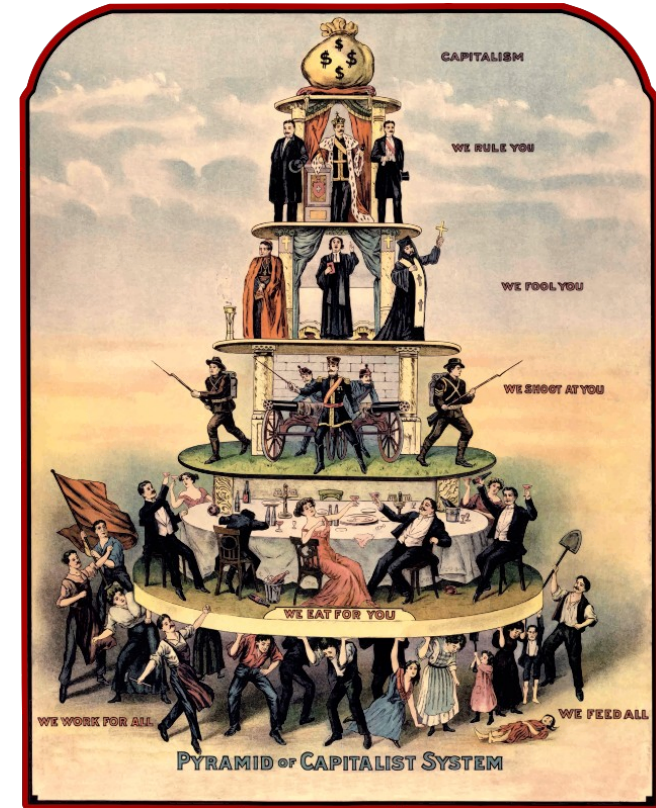 $ $
$
$
CAPITALISM
WE RULE YOU
WE FOOL YOU
WE SHOOT AT YOU
WE EAT FOR YOU
WE WORK FOR ALL
WE FEED ALL
PYRAMID OF CAPITALIST SYSTEM